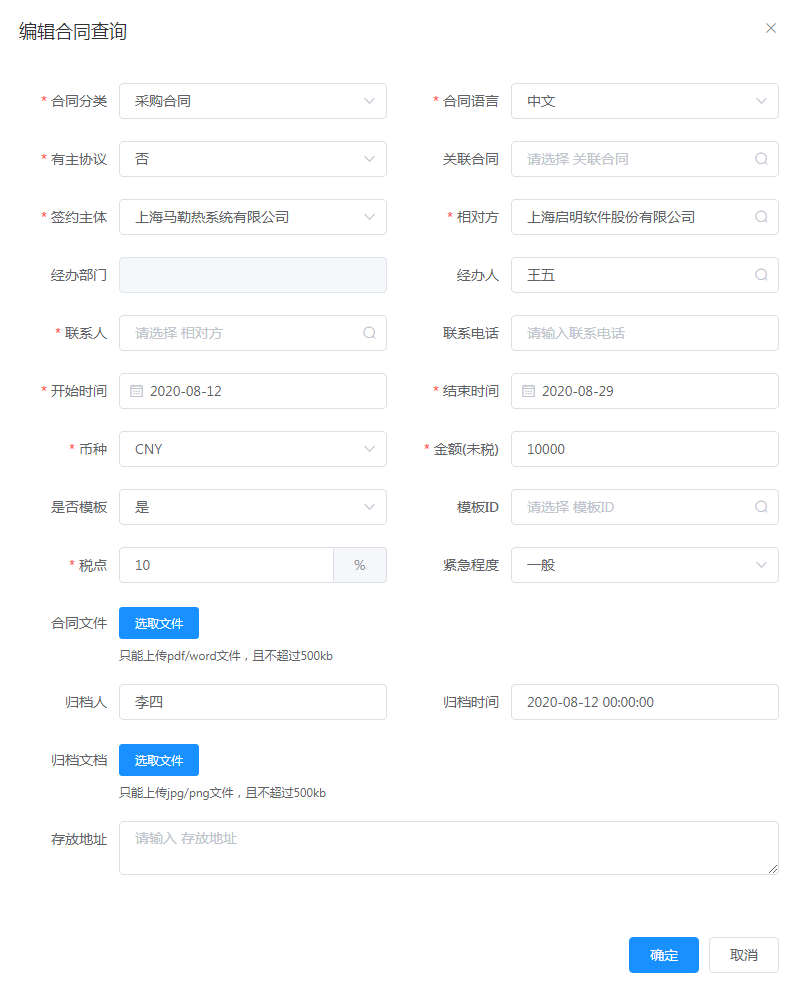 编辑合同查询
* 合同分类 采购合同 * 合同语言 中文
* 有主协议 否 关联合同 请选择 关联合同
* 签约主体 上海马勒热系统有限公司 * 相对方 上海启明软件股份有限公司
经办部门 经办人 王五
* 联系人 请选择 相对方 联系电话 请输入联系电话
* 开始时间 2020-08-12 * 结束时间 2020-08-29
* 币种 CNY * 金额(未税) 10000
是否模板 是 模板ID 请选择 模板ID
* 税点 10 % 紧急程度 一般
合同文件 选取文件
只能上传pdf/word文件，且不超过500kb
归档人 李四 归档时间 2020-08-12 00:00:00
归档文档 选取文件
只能上传jpg/png文件，且不超过500kb
存放地址 请输入 存放地址
确定 取消